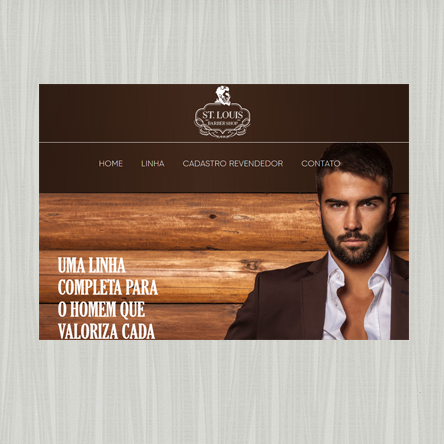 ST. LOUIS
BARBER SHOP
HOME LINHA CADASTRO REVENDEDOR CONTATO
UMA LINHA
COMPLETA PARA
O HOMEM QUE
VALORIZA CADA